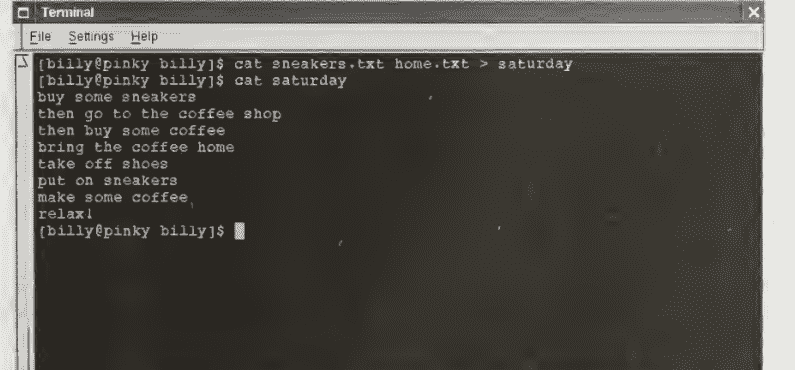 Terminal
File Settings Help
[billy@pinky billy]$ cat sneakers.txt home.txt > saturday
[billy@pinky billy]$ cat saturday
buy some sneakers
then go to the coffee shop
then buy some coffee
bring the coffee home
take off shoes
put on sneakers
make some coffee
relax!
[billy@pinky billy]$